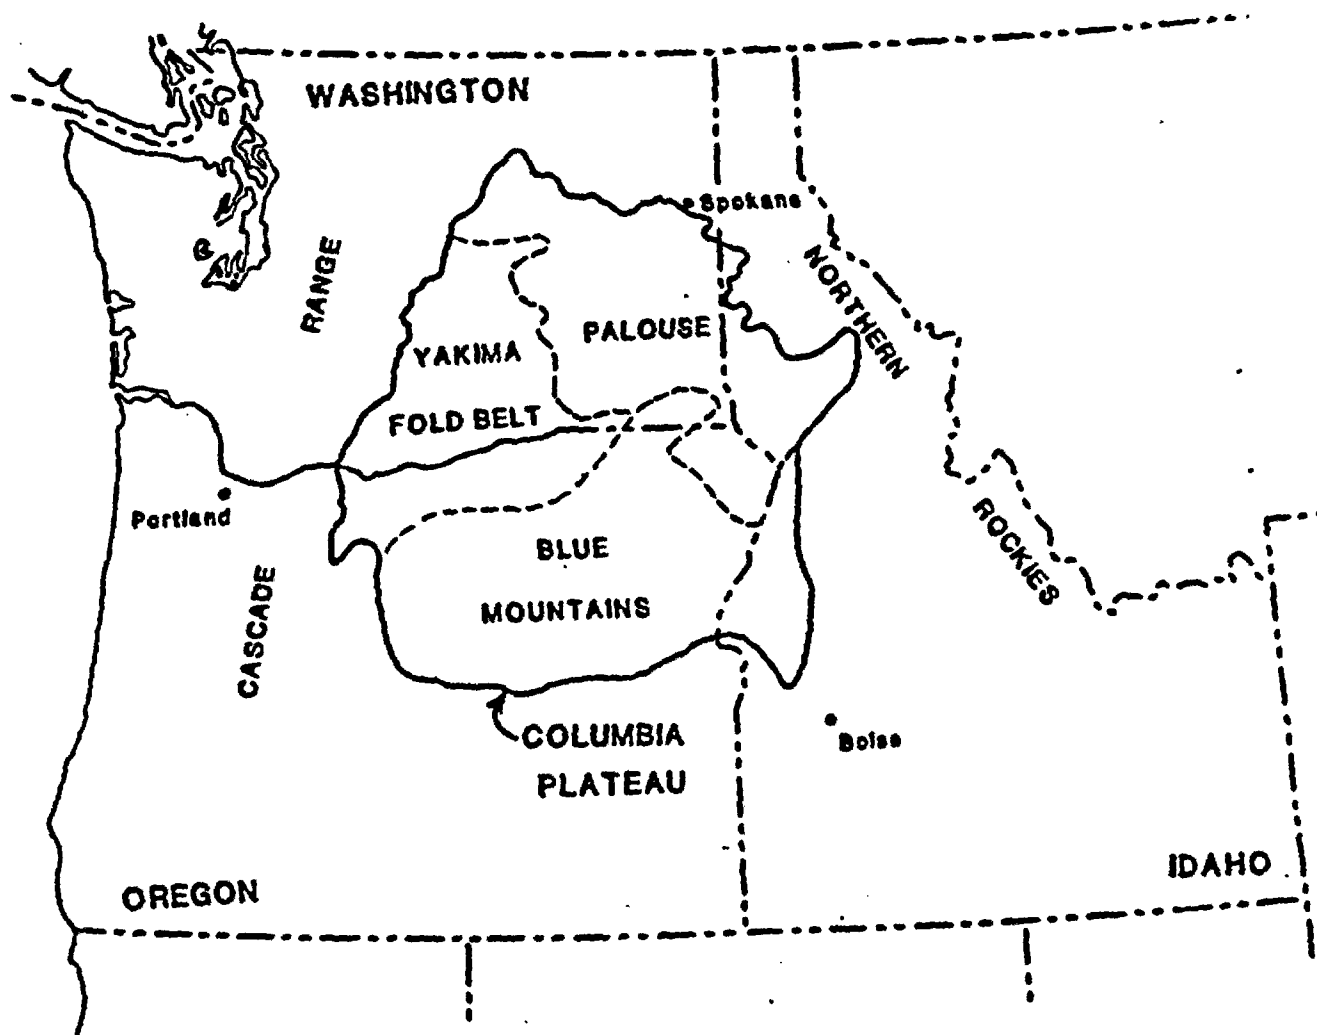 WASHINGTON
Spokane
RANGE
NORTHERN
PALOUSE
YAKIMA
FOLD BELT
Portland
ROCKIES
BLUE
MOUNTAINS
CASCADE
COLUMBIA
PLATEAU
Boise
IDAHO
OREGON